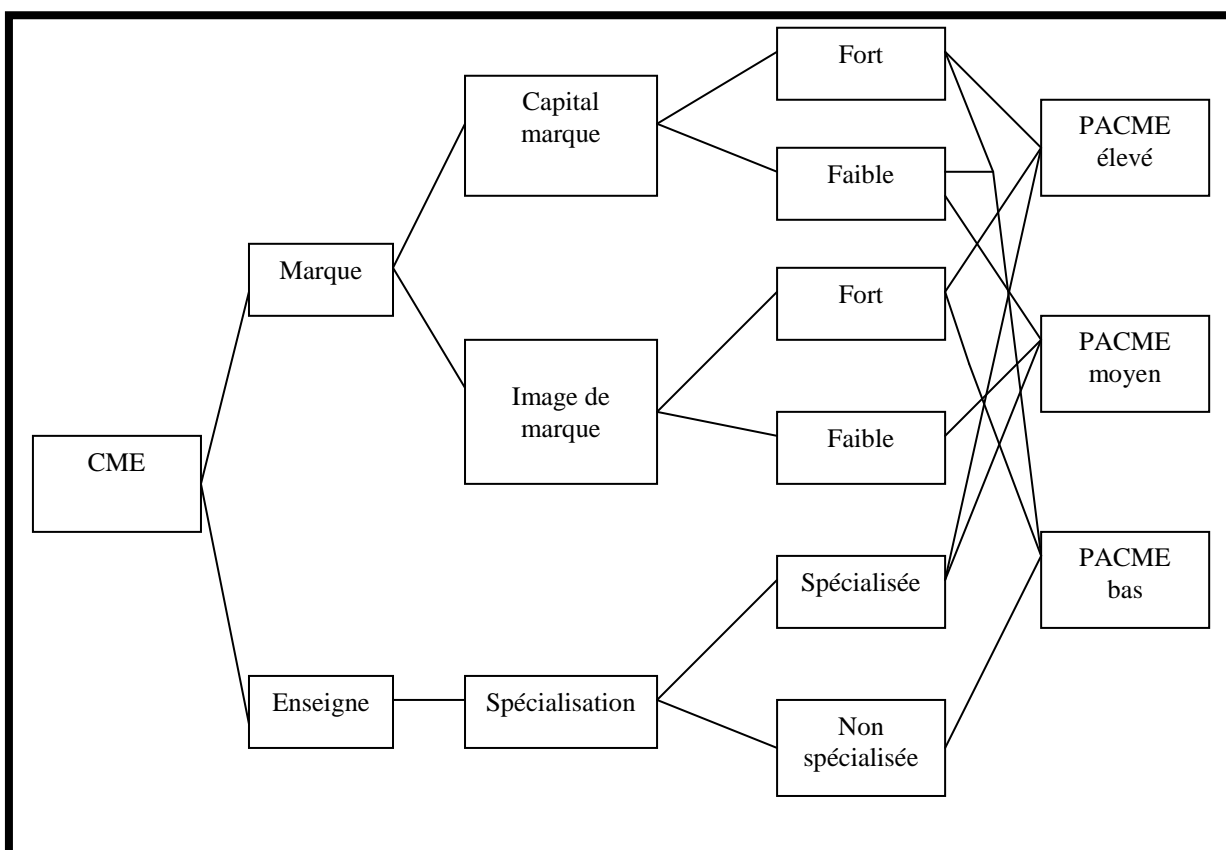 Fort
Capital
marque
PACME
élevé
Faible
Marque
Fort
PACME
moyen
Image de
marque
Faible
CME
PACME
bas
Spécialisée
Enseigne
Spécialisation
Non
spécialisée